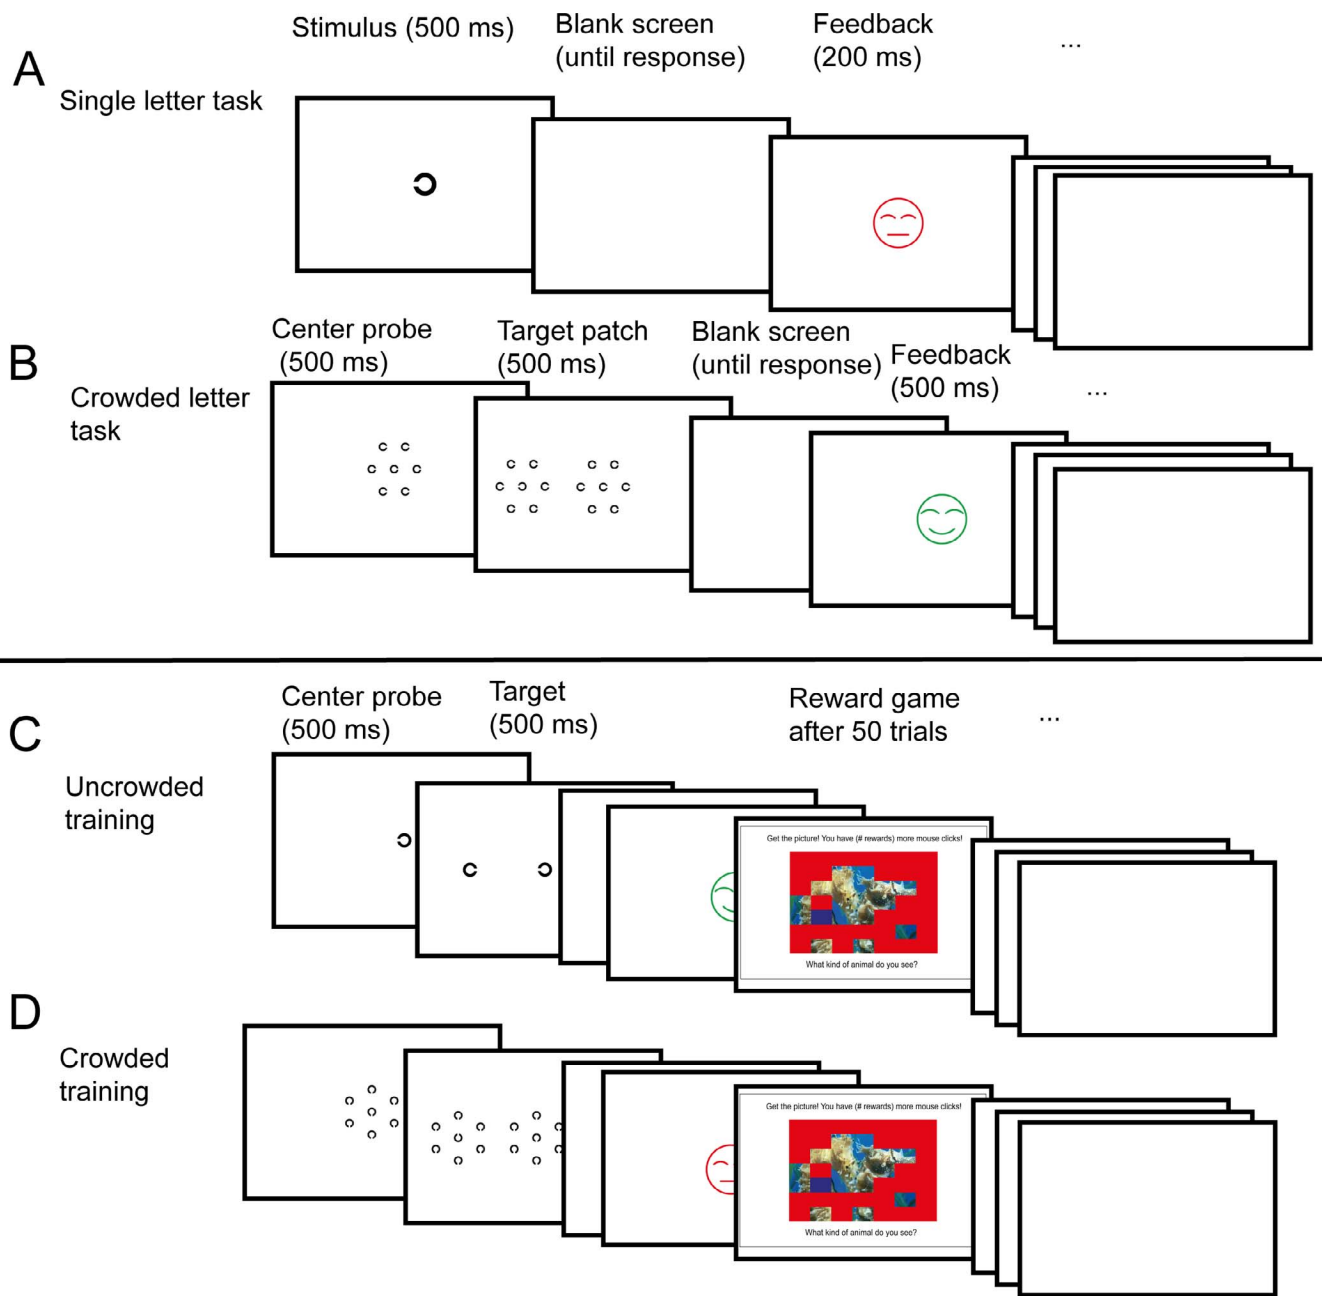 A
Single letter task
Stimulus (500 ms)
Blank screen
(until response)
Feedback
(200 ms)
...
B
Crowded letter
task
Center probe
(500 ms)
Target patch
(500 ms)
Blank screen
(until response)
Feedback
(500 ms)
...
C
Uncrowded
training
Center probe
(500 ms)
Target
(500 ms)
Reward game
after 50 trials
...
Get the picture! You have (# rewards) more mouse clicks!
What kind of animal do you see?
D
Crowded
training
Get the picture! You have (# rewards) more mouse clicks!
What kind of animal do you see?